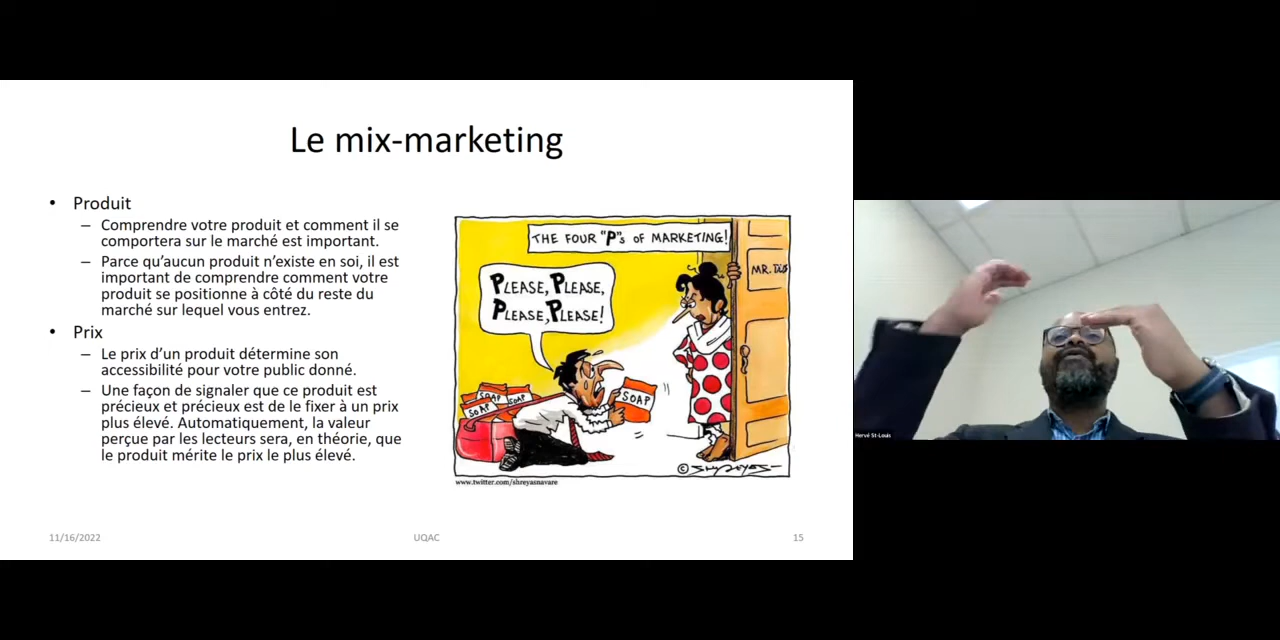 Le mix-marketing
• Produit
– Comprendre votre produit et comment il se
comportera sur le marché est important.
– Parce qu'aucun produit n'existe en soi, il est
important de comprendre comment votre
produit se positionne à côté du reste du
marché sur lequel vous entrez.
• Prix
– Le prix d'un produit détermine son
accessibilité pour votre public donné.
– Une façon de signaler que ce produit est
précieux et précieux est de le fixer à un prix
plus élevé. Automatiquement, la valeur
perçue par les lecteurs sera, en théorie, que
le produit mérite le prix le plus élevé.
THE FOUR "P"s OF MARKETING!
MR.
PLEASE, PLEASE,
PLEASE, PLEASE!
SOAP
SOAP
SOAP
SOAP
©
www.twitter.com/shreyasnavare
11/16/2022
UQAC
15
Hervé St-Louis